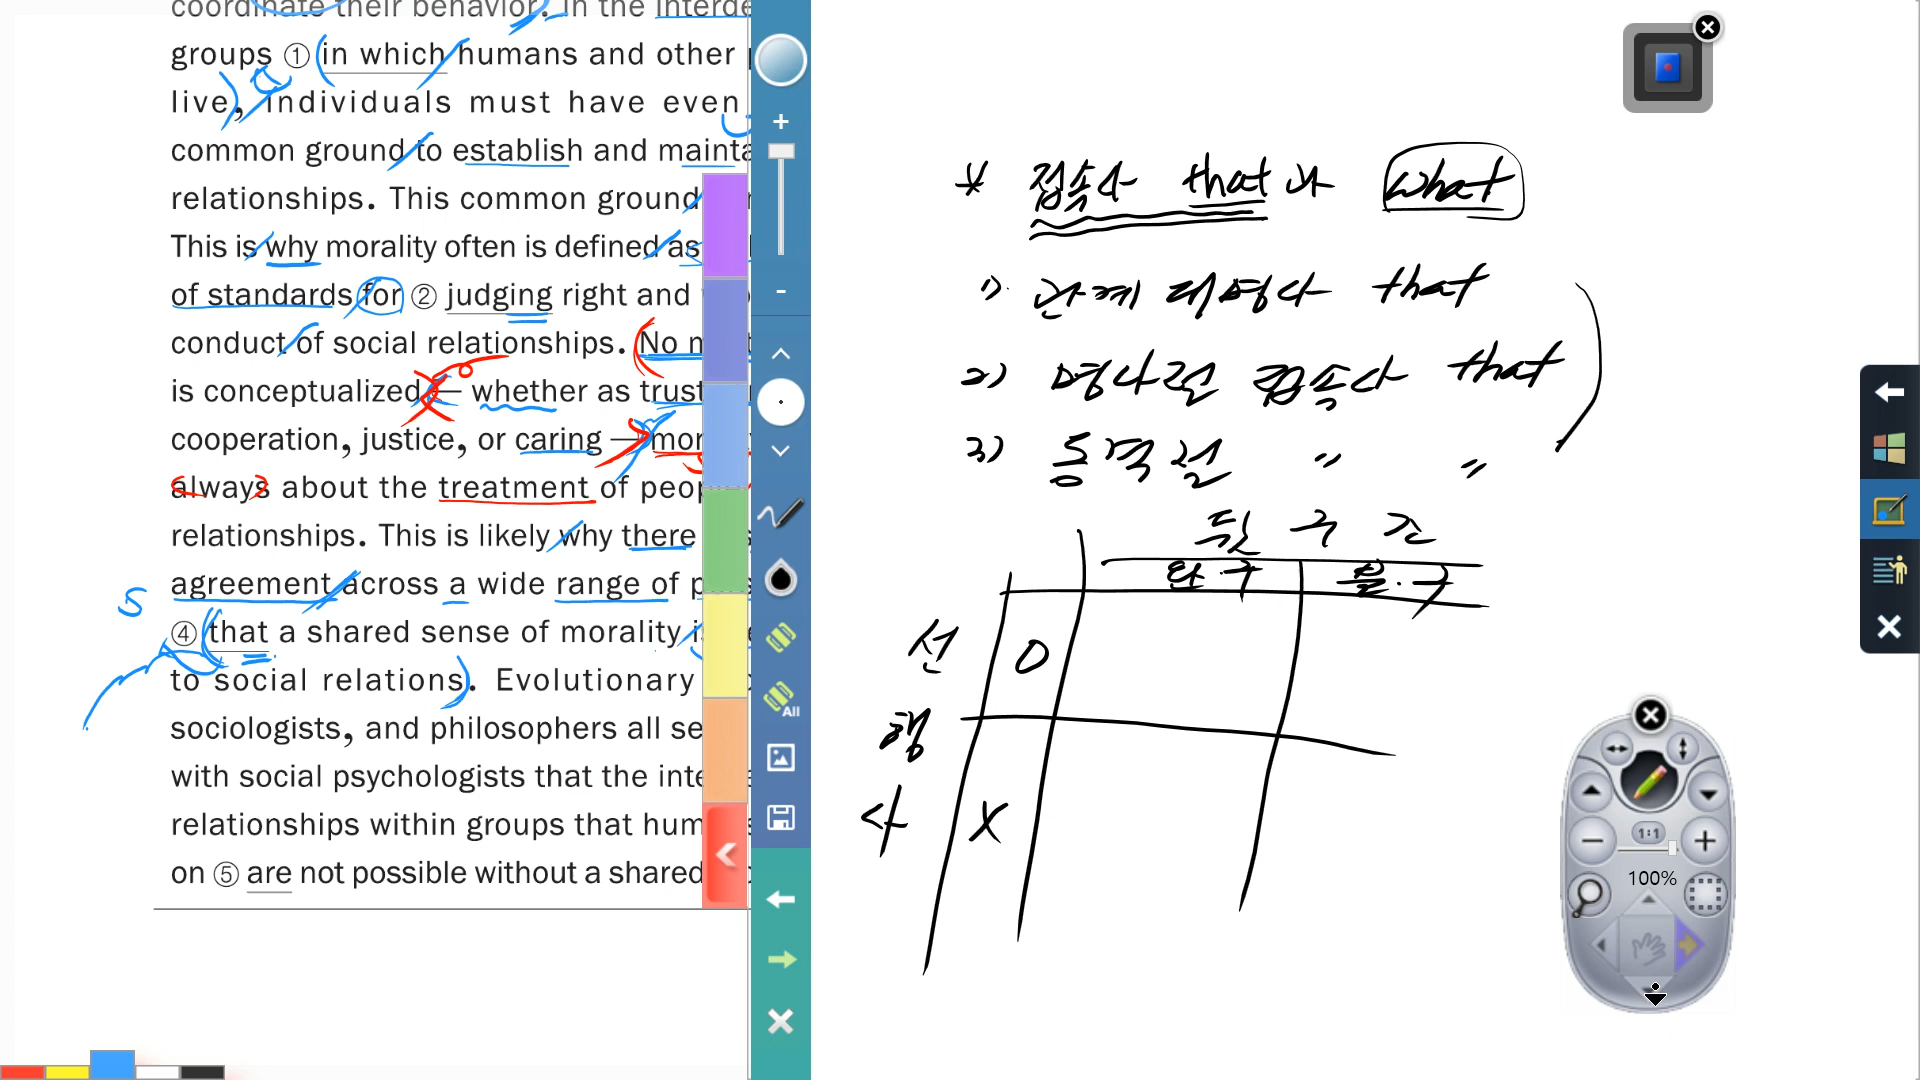 coordinate their behavior. In the interde
groups ① in which humans and other p
live, individuals must have even
common ground to establish and mainta
relationships. This common ground
This is why morality often is defined as
of standards for ② judging right and
conduct of social relationships. No m
is conceptualized — whether as trust
cooperation, justice, or caring — mor
always about the treatment of peop
relationships. This is likely why there
agreement across a wide range of p
S
④ that a shared sense of morality is
to social relations. Evolutionary
sociologists, and philosophers all se
with social psychologists that the inte
relationships within groups that hum
on ⑤ are not possible without a shared
* 접속사 that과 what
1) 관계 대명사 that
2) 명사절 접속사 that
3) 동격절 " "
뒷 구 조
완.구 불.구
선 O
행
사 X
All
1:1
100%